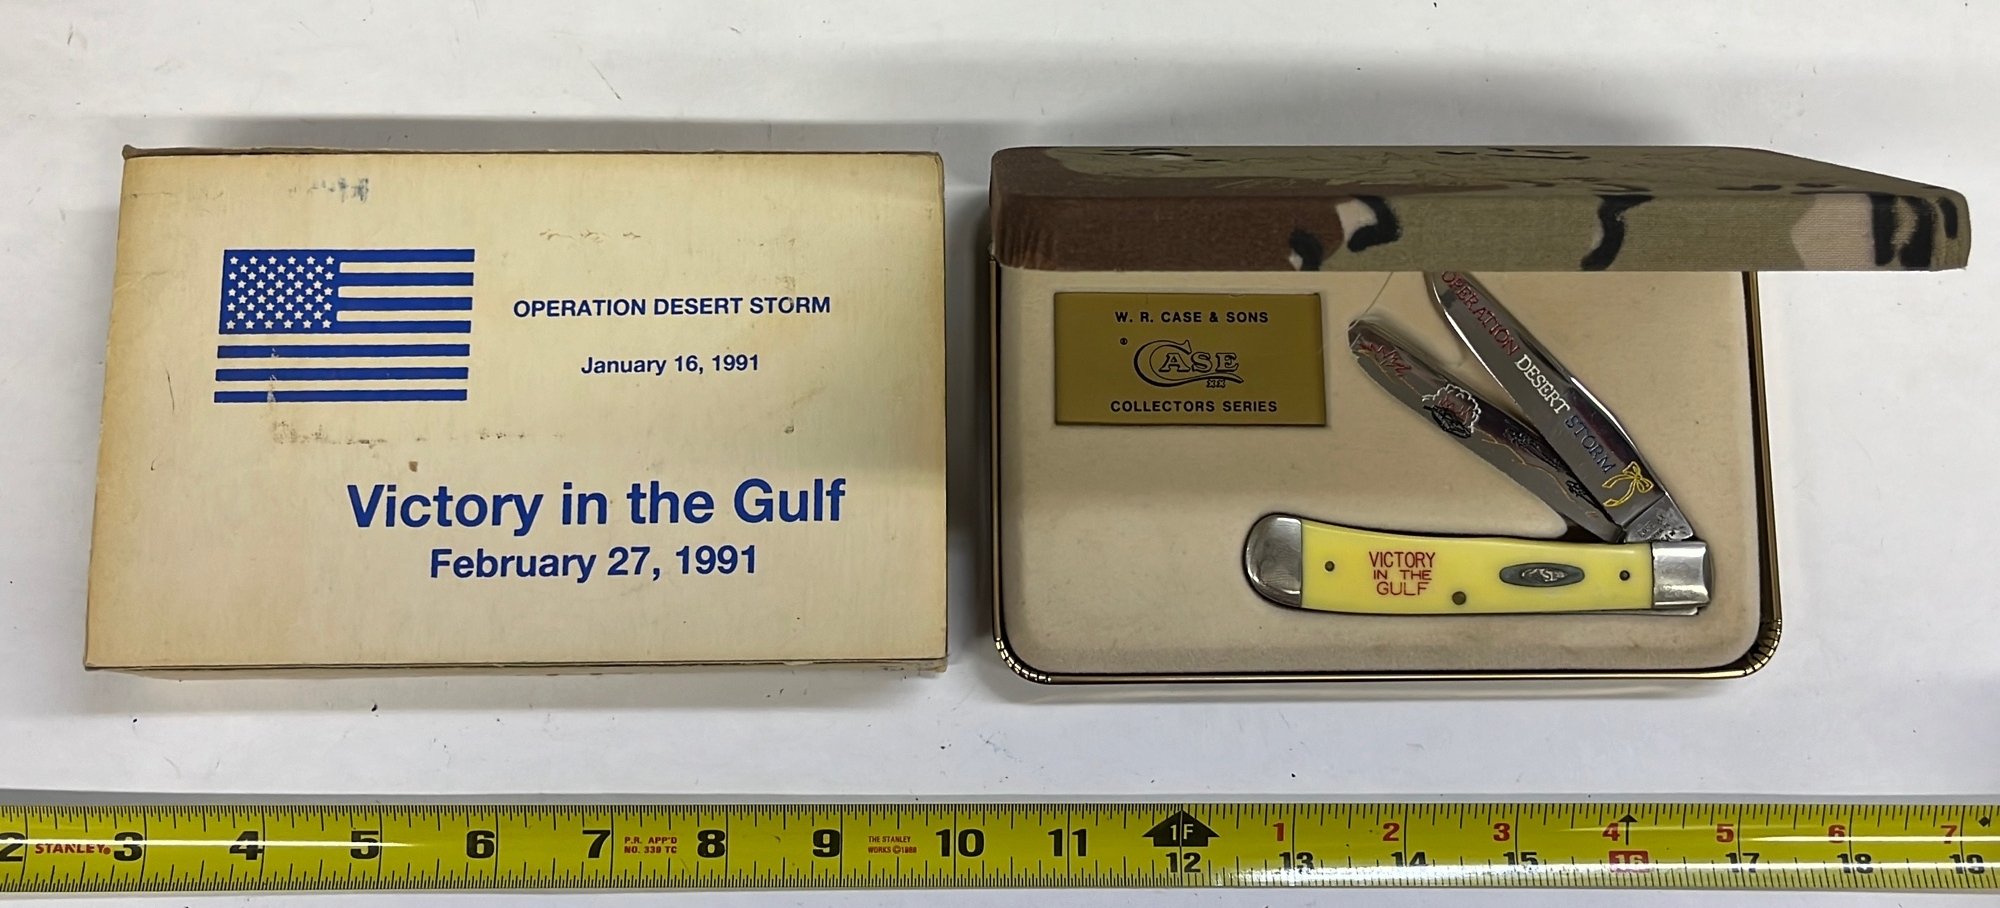 OPERATION DESERT STORM
January 16, 1991
Victory in the Gulf
February 27, 1991
W. R. CASE & SONS
®
CASE
XX
COLLECTORS SERIES
OPERATION DESERT STORM
VICTORY
IN THE
GULF
CASE
2 STANLEY® 3 4 5 6 7 P.R. APP'D 8 9 THE STANLEY 10 11 1F 1 2 3 4 5 6 7
NO. 339 TC WORKS ©1988 12 13 14 15 16 17 18 19